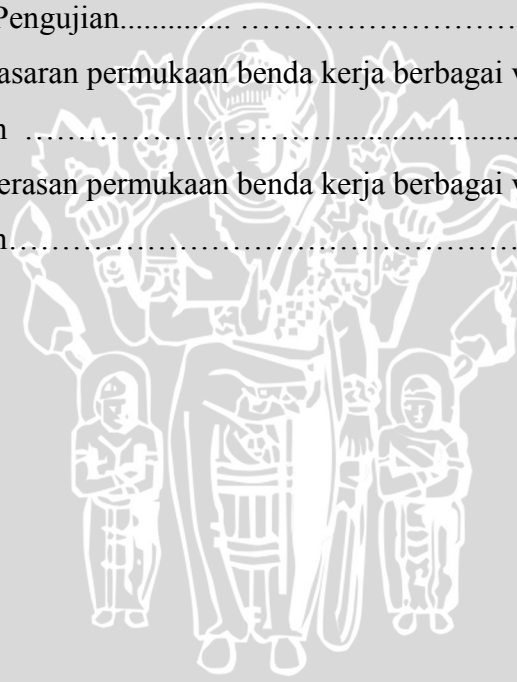 Pengujian............. ……………………
asaran permukaan benda kerja berbagai
……………………….....................
erasan permukaan benda kerja berbagai
n……………………………………………